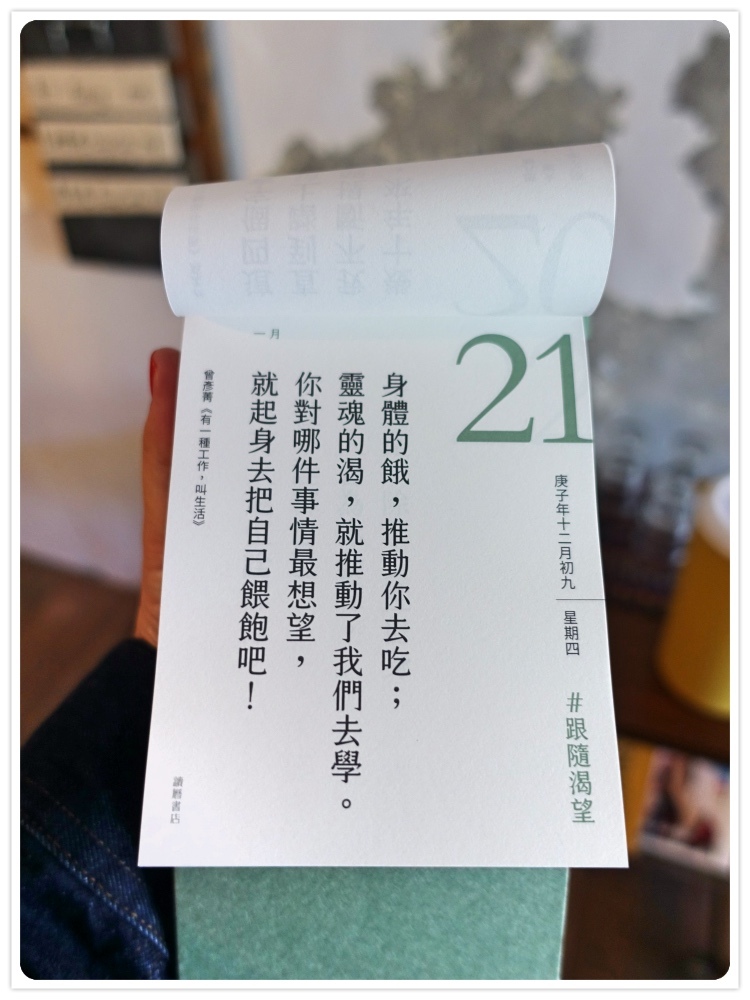 一月
21
庚子年十二月初九
星期四
#跟隨渴望
身體的餓，推動你去吃；
靈魂的渴，就推動了我們去學。
你對哪件事情最想望，
就起身去把自己餵飽吧！
曾彥菁《有一種工作，叫生活》
讀曆書店